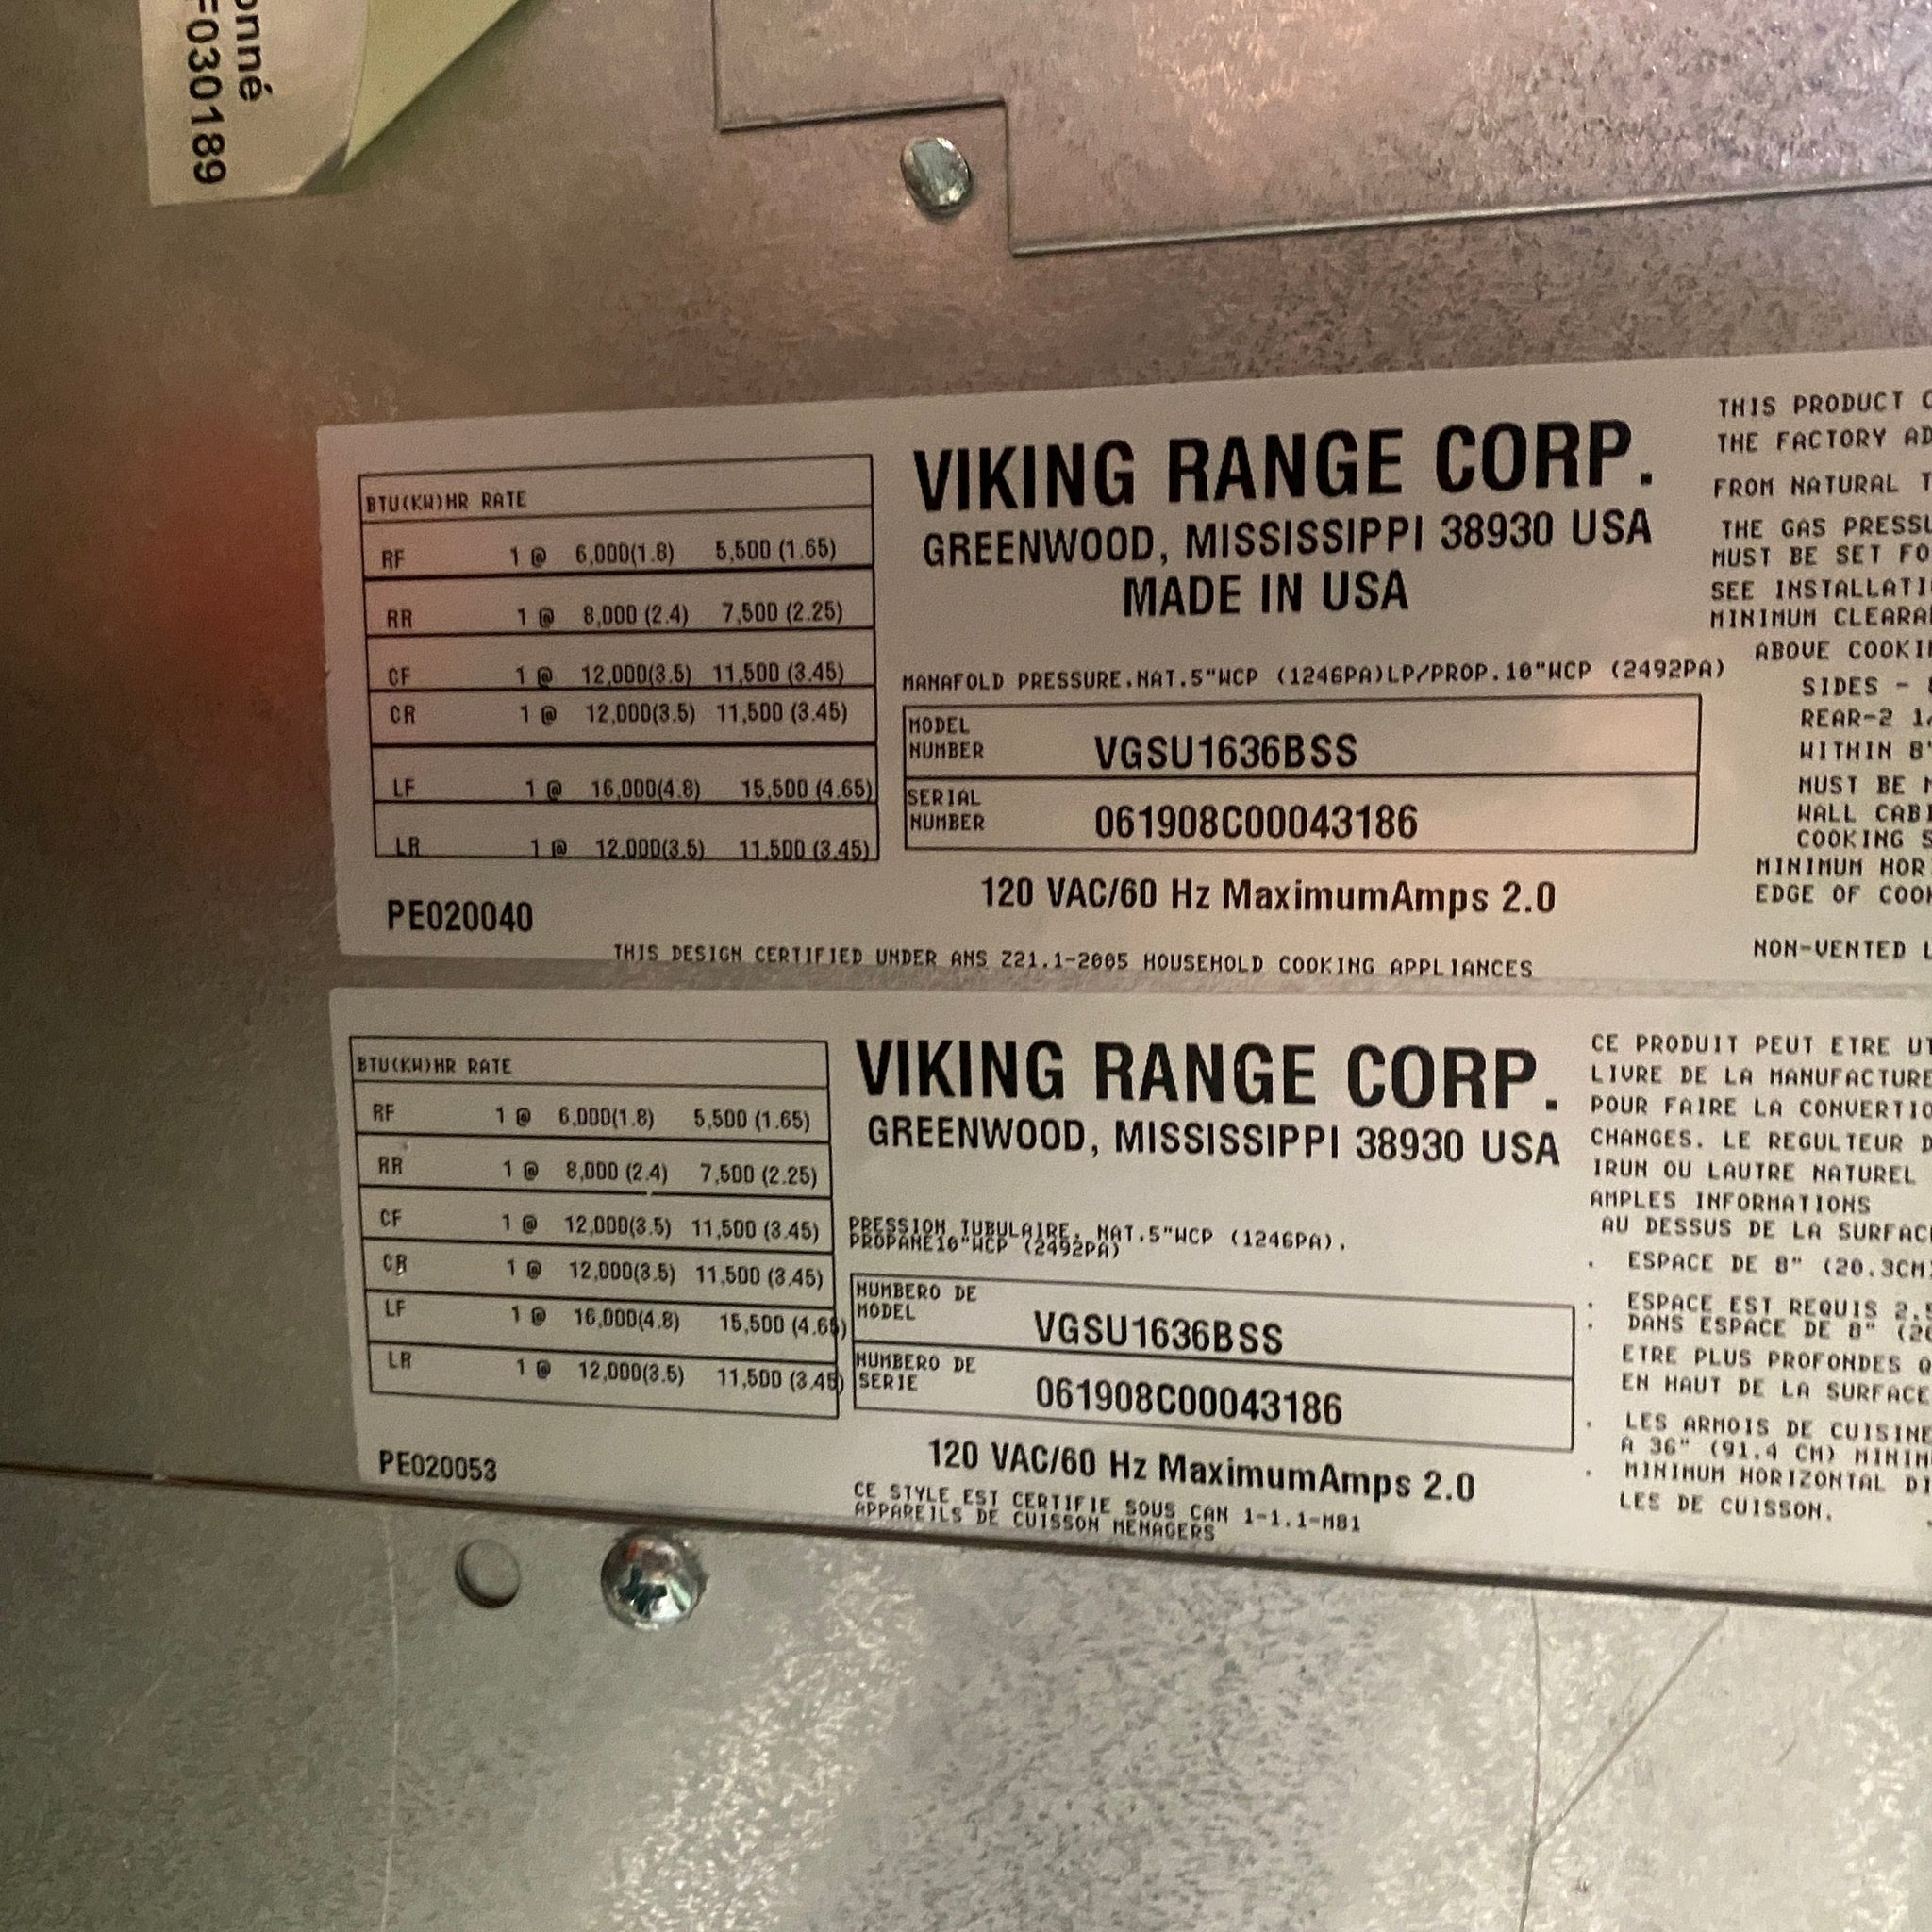 onné
F030189
BTU(KW)HR RATE
RF 1 @ 6,000(1.8) 5,500 (1.65)
RR 1 @ 8,000 (2.4) 7,500 (2.25)
CF 1 @ 12,000(3.5) 11,500 (3.45)
CR 1 @ 12,000(3.5) 11,500 (3.45)
LF 1 @ 16,000(4.8) 15,500 (4.65)
LR 1 @ 12,000(3.5) 11,500 (3.45)
PE020040
VIKING RANGE CORP.
GREENWOOD, MISSISSIPPI 38930 USA
MADE IN USA
MANAFOLD PRESSURE.NAT.5"WCP (1246PA)LP/PROP.10"WCP (2492PA)
MODEL
NUMBER
VGSU1636BSS
SERIAL
NUMBER
061908C00043186
120 VAC/60 Hz MaximumAmps 2.0
THIS DESIGN CERTIFIED UNDER ANS Z21.1-2005 HOUSEHOLD COOKING APPLIANCES
THIS PRODUCT
THE FACTORY AD
FROM NATURAL T
THE GAS PRESSU
MUST BE SET FO
SEE INSTALLATI
MINIMUM CLEARA
ABOVE COOKI
SIDES -
REAR-2
WITHIN 8"
MUST BE
WALL CABI
COOKING S
MINIMUM HOR
EDGE OF COOK
NON-VENTED L
BTU(KW)HR RATE
RF 1 @ 6,000(1.8) 5,500 (1.65)
RR 1 @ 8,000 (2.4) 7,500 (2.25)
CF 1 @ 12,000(3.5) 11,500 (3.45)
CR 1 @ 12,000(3.5) 11,500 (3.45)
LF 1 @ 16,000(4.8) 15,500 (4.65)
LR 1 @ 12,000(3.5) 11,500 (3.45)
PE020053
VIKING RANGE CORP.
GREENWOOD, MISSISSIPPI 38930 USA
PRESSION TUBULAIRE. NAT.5"WCP (1246PA).
PROPANE10"WCP (2492PA)
NUMBERO DE
MODEL
VGSU1636BSS
NUMBERO DE
SERIE
061908C00043186
120 VAC/60 Hz MaximumAmps 2.0
CE STYLE EST CERTIFIE SOUS CAN 1-1.1-M81
APPAREILS DE CUISSON MENAGERS
CE PRODUIT PEUT ETRE UT
LIVRE DE LA MANUFACTURE
POUR FAIRE LA CONVERTIO
CHANGES. LE REGULTEUR D
IRUN OU LAUTRE NATUREL
AMPLES INFORMATIONS
AU DESSUS DE LA SURFAC
. ESPACE DE 8" (20.3CM)
. ESPACE EST REQUIS 2.5
. DANS ESPACE DE 8" (20
ETRE PLUS PROFONDES Q
EN HAUT DE LA SURFACE
. LES ARMOIS DE CUISINE
A 36" (91.4 CM) MINIM
. MINIMUM HORIZONTAL DI
LES DE CUISSON.